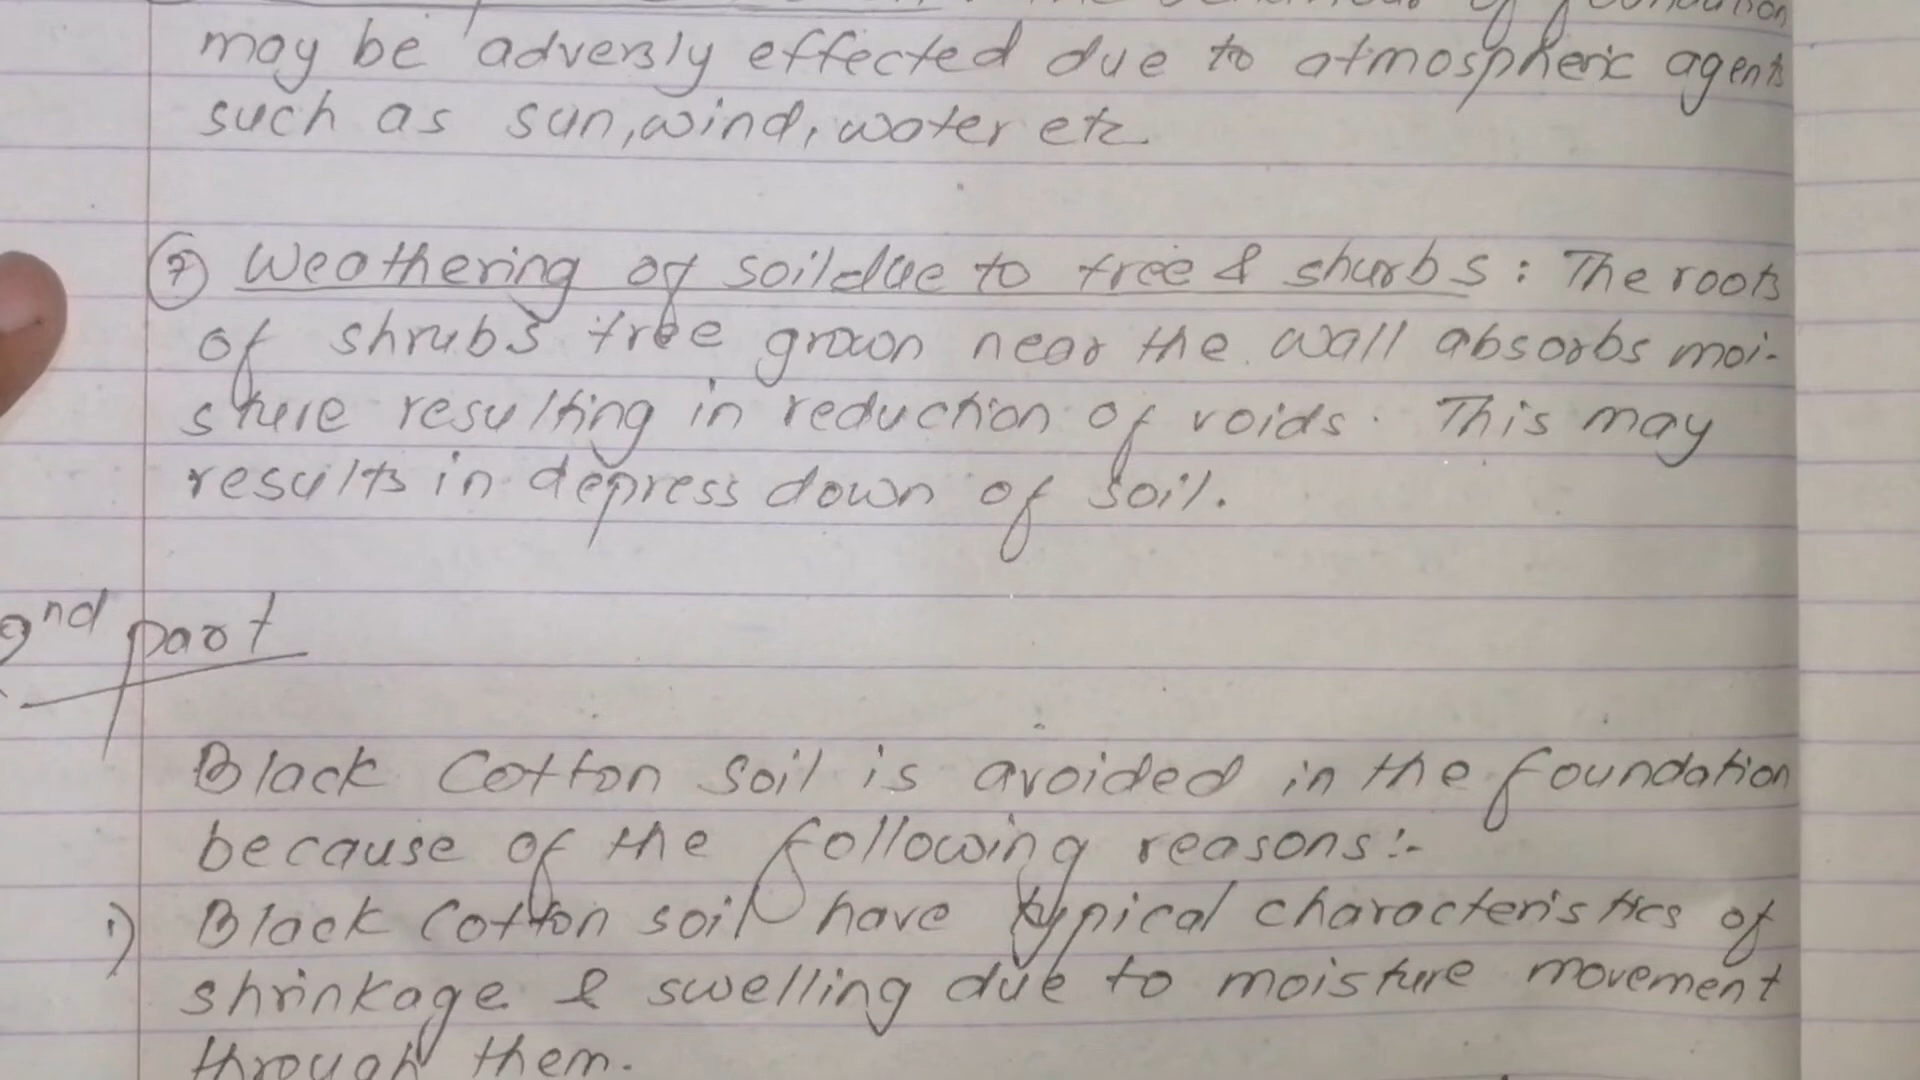 foundation
may be adversly effected due to atmospheric agents
such as sun, wind, water etc
⑦ Weathering of soil due to tree & shurbs : The roots
of shrubs tree grown near the wall absorbs moi-
sture resulting in reduction of voids. This may
results in depress down of soil.
2nd part
Black Cotton soil is avoided in the foundation
because of the following reasons:-
i) Black Cotton soil have typical characteristics of
shrinkage & swelling due to moisture movement
through them.